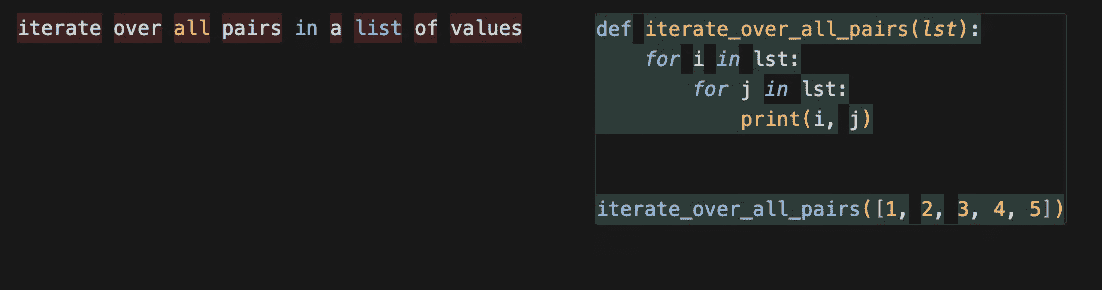 iterate over all pairs in a list of values
def iterate_over_all_pairs(lst):
    for i in lst:
        for j in lst:
            print(i, j)
iterate_over_all_pairs([1, 2, 3, 4, 5])